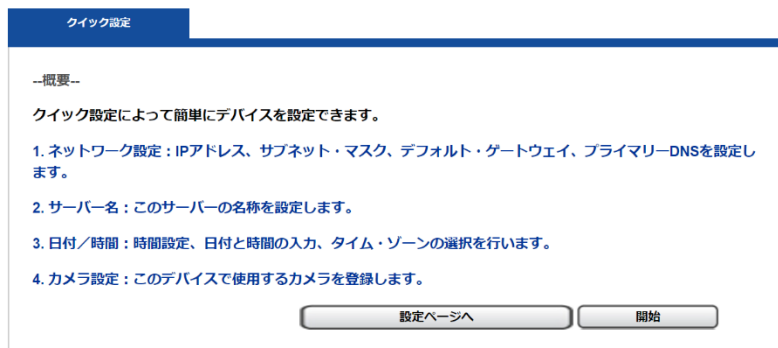 クイック設定
--概要--
クイック設定によって簡単にデバイスを設定できます。
1. ネットワーク設定：IPアドレス、サブネット・マスク、デフォルト・ゲートウェイ、プライマリーDNSを設定し
ます。
2. サーバー名：このサーバーの名称を設定します。
3. 日付／時間：時間設定、日付と時間の入力、タイム・ゾーンの選択を行います。
4. カメラ設定：このデバイスで使用するカメラを登録します。
設定ページへ 開始